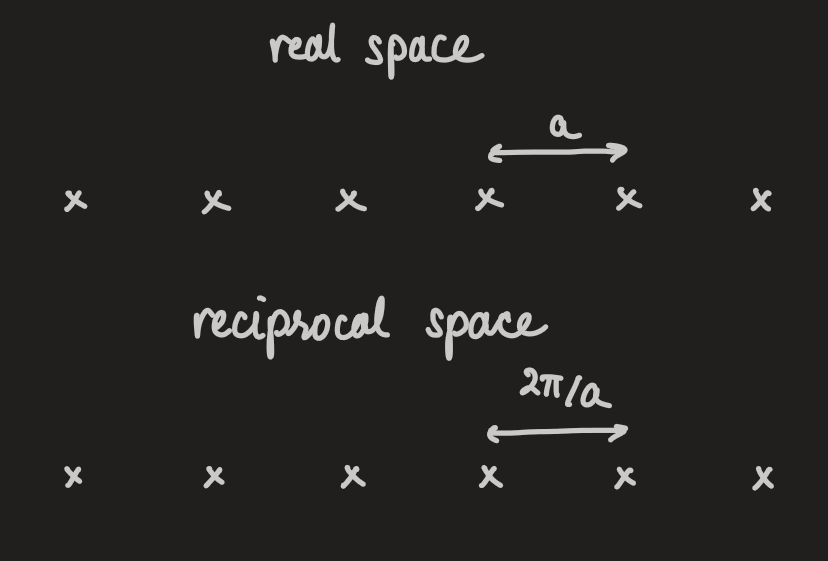 real space
a
x x x x x x
reciprocal space
2π/a
x x x x x x